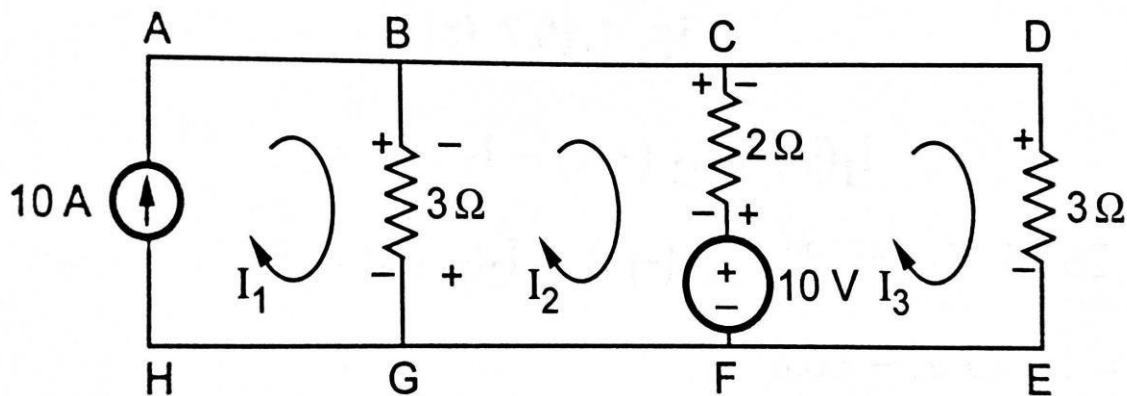 A B C D
+ − + − + − +
10 A 3 Ω 2 Ω 3 Ω
− + − + −
I₁ I₂ + − 10 V I₃
H G F E